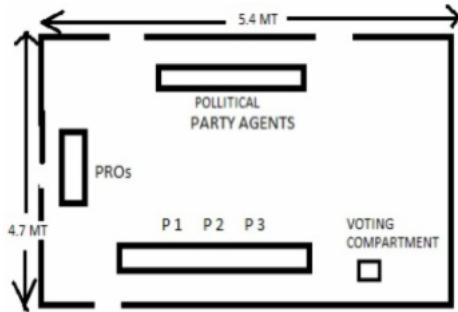 5.4 MT
POLLITICAL
PARTY AGENTS
PROs
P 1 P 2 P 3
VOTING
COMPARTMENT
4.7 MT